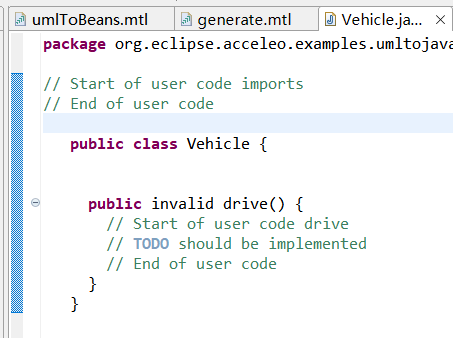 umlToBeans.mtl generate.mtl Vehicle.ja...
package org.eclipse.acceleo.examples.umltojava
// Start of user code imports
// End of user code
public class Vehicle {
public invalid drive() {
// Start of user code drive
// TODO should be implemented
// End of user code
}
}